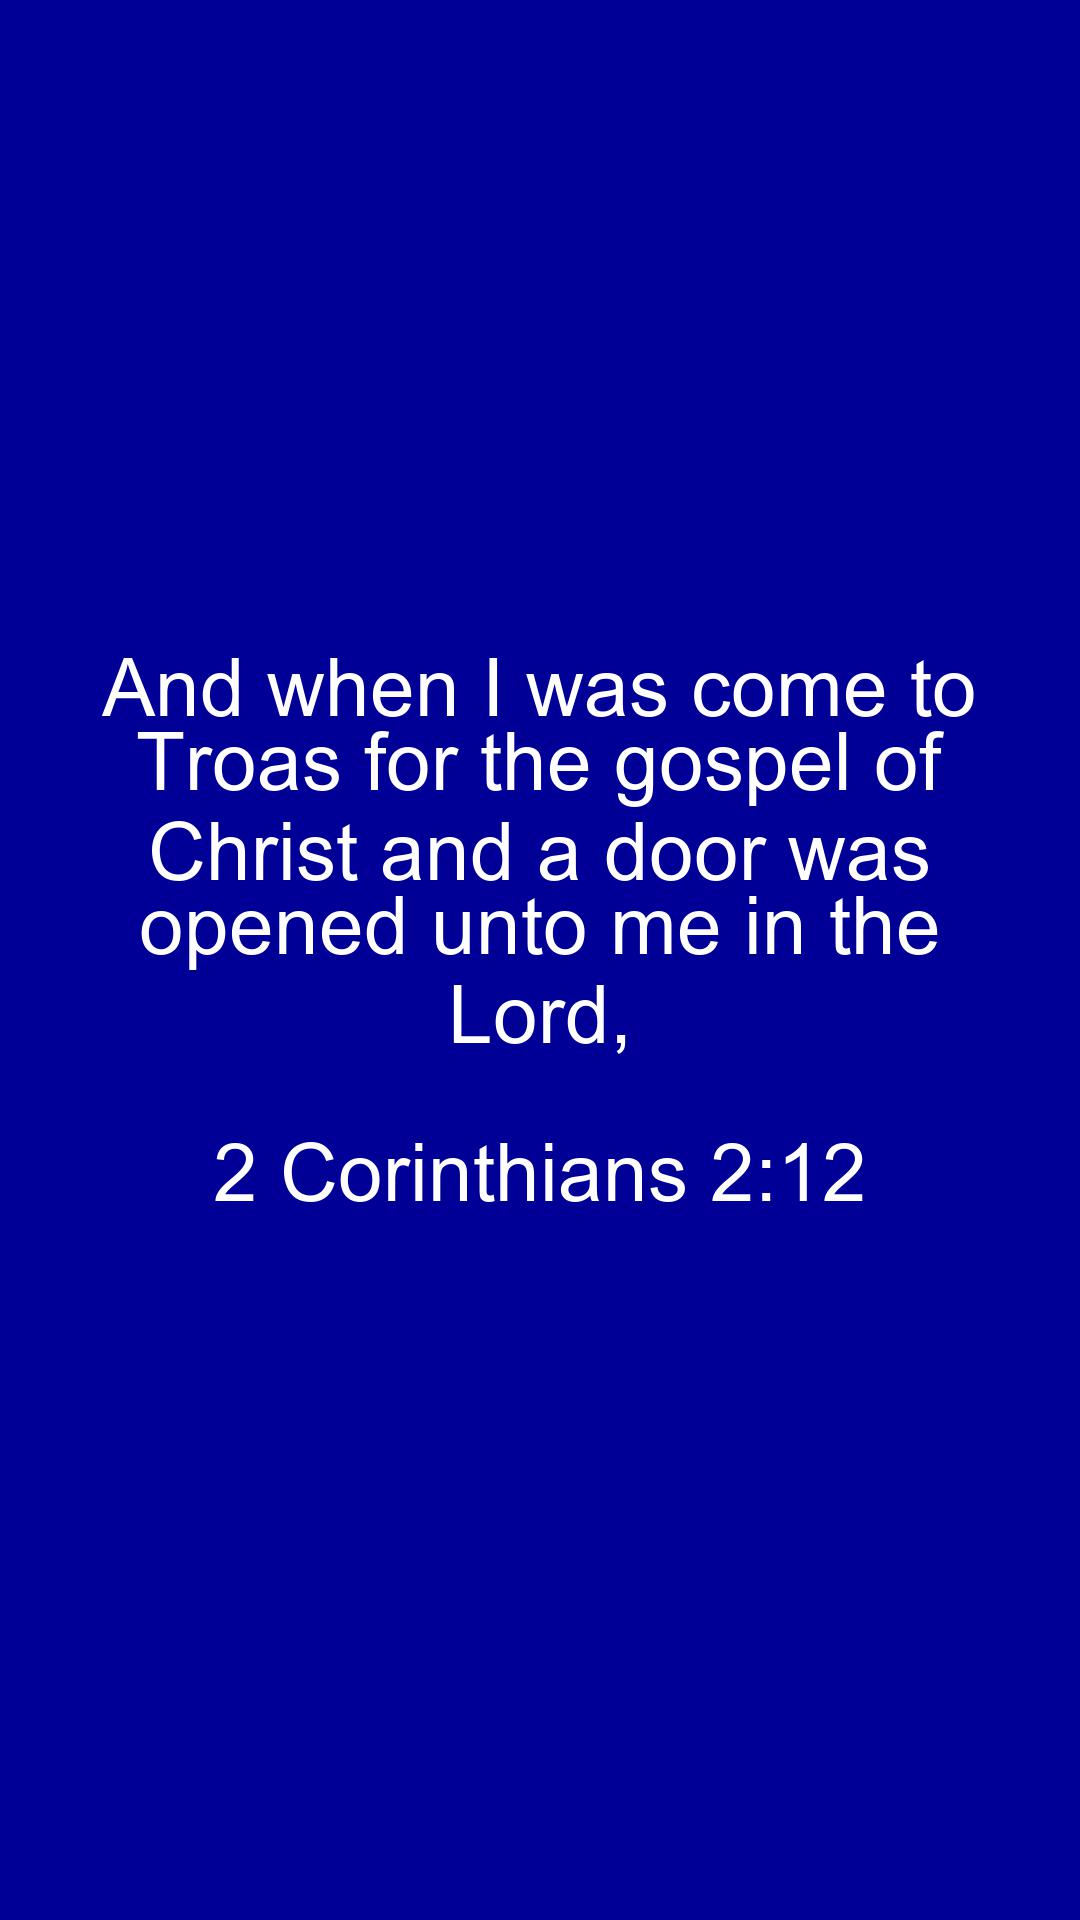 And when I was come to
Troas for the gospel of
Christ and a door was
opened unto me in the
Lord,
2 Corinthians 2:12